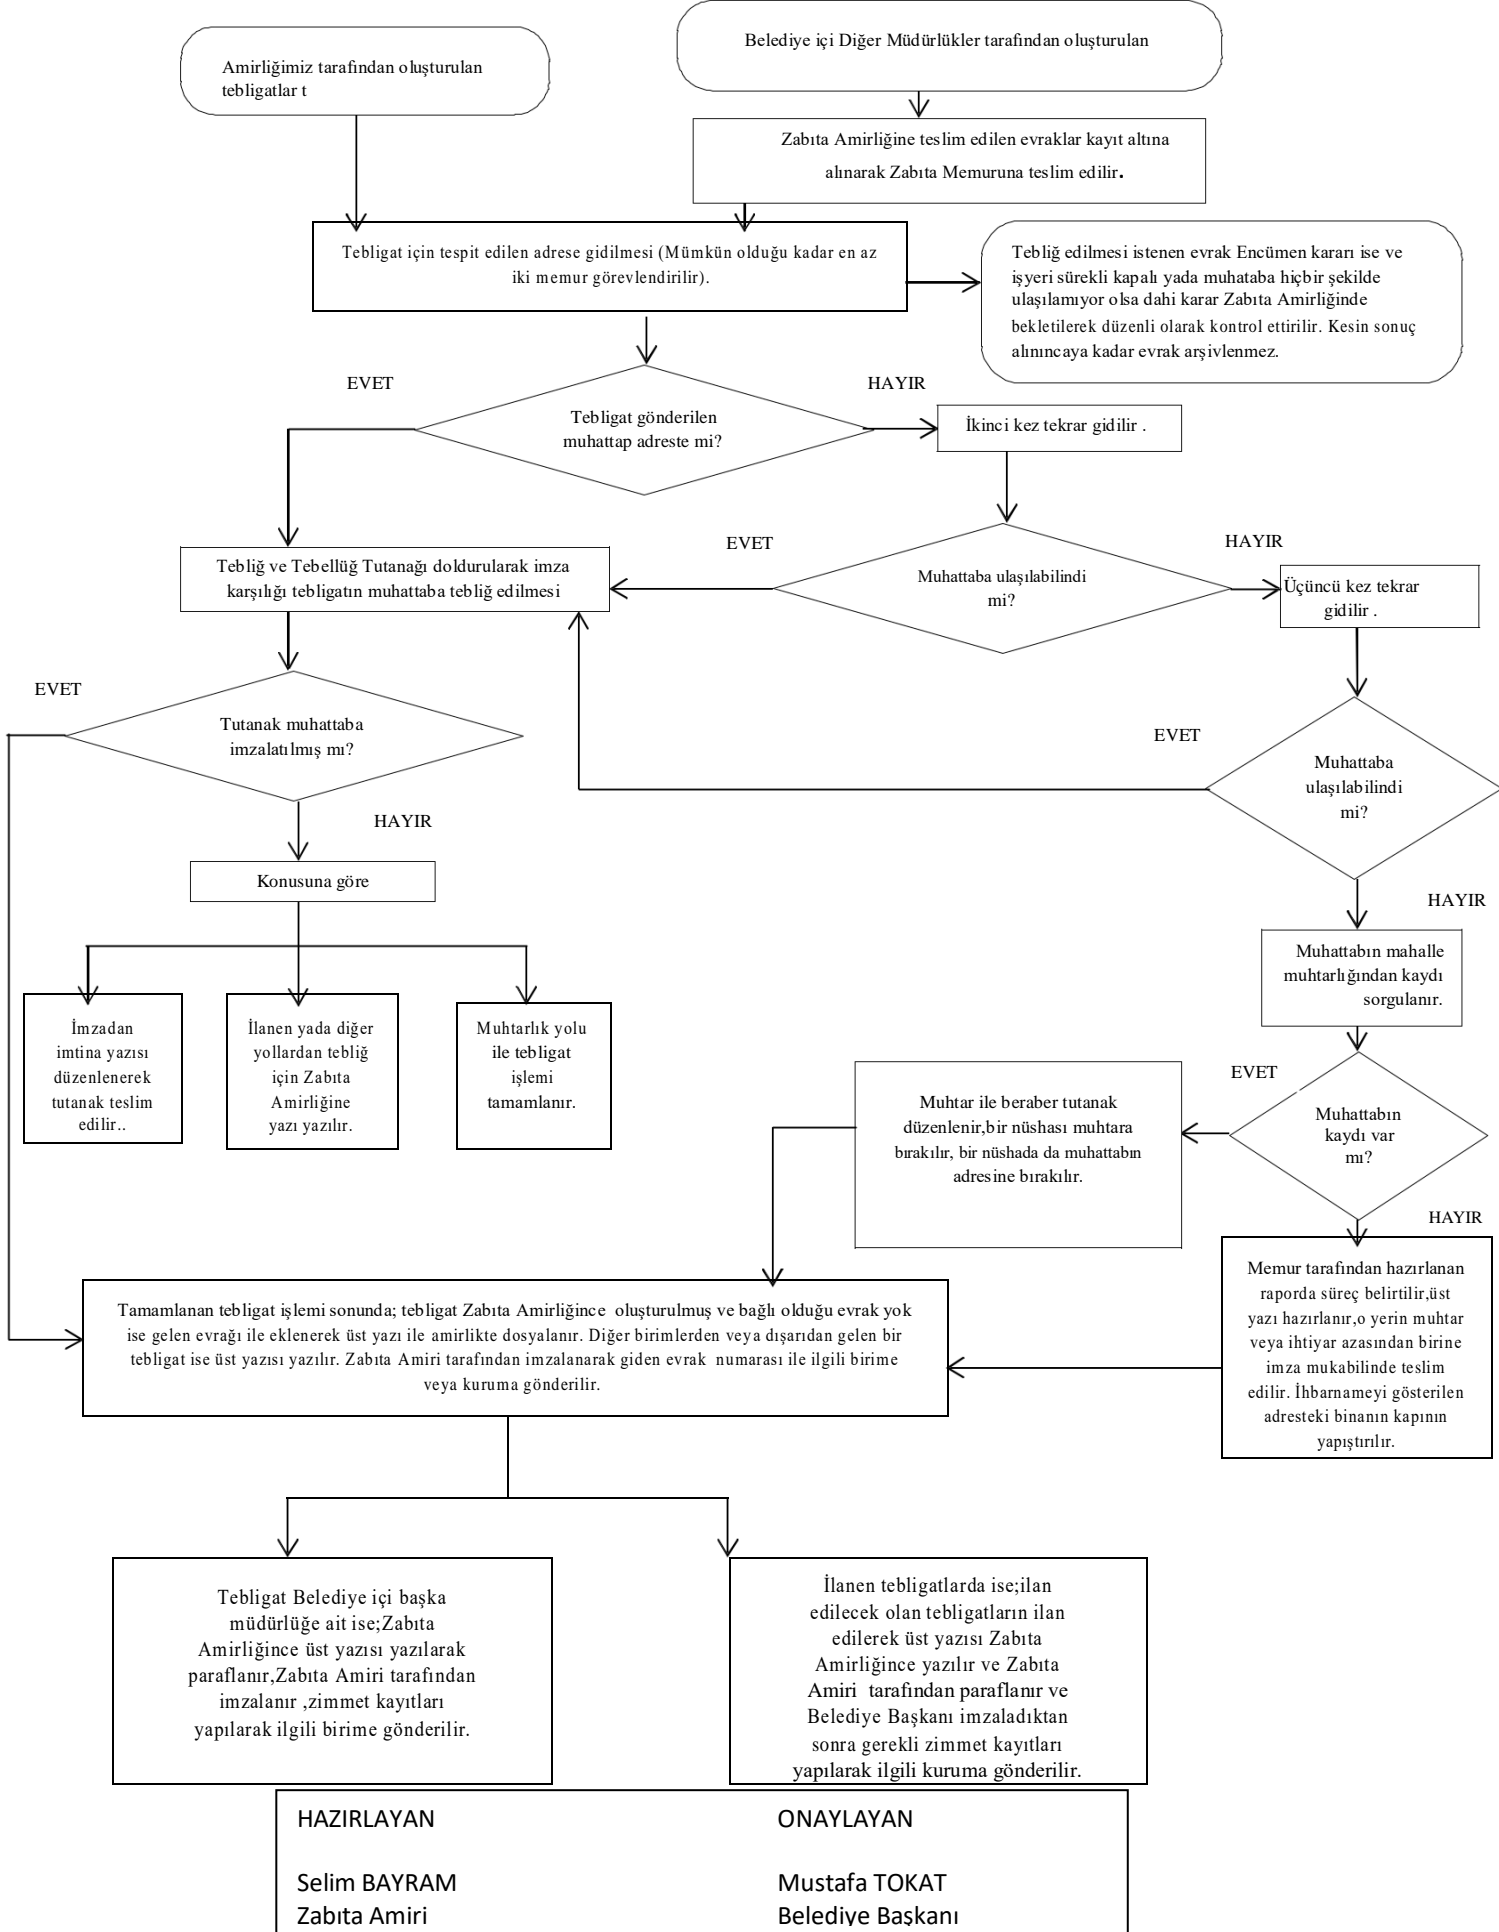 Belediye içi Diğer Müdürlükler tarafından oluşturulan
Amirliğimiz tarafından oluşturulan
tebligatlar t
Zabıta Amirliğine teslim edilen evraklar kayıt altına
alınarak Zabıta Memuruna teslim edilir.
Tebligat için tespit edilen adrese gidilmesi (Mümkün olduğu kadar en az
iki memur görevlendirilir).
Tebliğ edilmesi istenen evrak Encümen kararı ise ve
işyeri sürekli kapalı yada muhataba hiçbir şekilde
ulaşılamıyor olsa dahi karar Zabıta Amirliğinde
bekletilerek düzenli olarak kontrol ettirilir. Kesin sonuç
alınıncaya kadar evrak arşivlenmez.
EVET
HAYIR
Tebligat gönderilen
muhattap adreste mi?
İkinci kez tekrar gidilir .
EVET
HAYIR
Tebliğ ve Tebellüğ Tutanağı doldurularak imza
karşılığı tebligatın muhattaba tebliğ edilmesi
Muhattaba ulaşılabilindi
mi?
Üçüncü kez tekrar
gidilir .
EVET
Tutanak muhattaba
imzalatılmış mı?
EVET
Muhattaba
ulaşılabilindi
mi?
HAYIR
Konusuna göre
HAYIR
Muhattabın mahalle
muhtarlığından kaydı
sorgulanır.
İmzadan
imtina yazısı
düzenlenerek
tutanak teslim
edilir..
İlanen yada diğer
yollardan tebliğ
için Zabıta
Amirliğine
yazı yazılır.
Muhtarlık yolu
ile tebligat
işlemi
tamamlanır.
EVET
Muhtar ile beraber tutanak
düzenlenir,bir nüshası muhtara
bırakılır, bir nüshada da muhattabın
adresine bırakılır.
Muhattabın
kaydı var
mı?
HAYIR
Memur tarafından hazırlanan
raporda süreç belirtilir,üst
yazı hazırlanır,o yerin muhtar
veya ihtiyar azasından birine
imza mukabilinde teslim
edilir. İhbarnameyi gösterilen
adresteki binanın kapının
yapıştırılır.
Tamamlanan tebligat işlemi sonunda; tebligat Zabıta Amirliğince oluşturulmuş ve bağlı olduğu evrak yok
ise gelen evrağı ile eklenerek üst yazı ile amirlikte dosyalanır. Diğer birimlerden veya dışarıdan gelen bir
tebligat ise üst yazısı yazılır. Zabıta Amiri tarafından imzalanarak giden evrak numarası ile ilgili birime
veya kuruma gönderilir.
Tebligat Belediye içi başka
müdürlüğe ait ise;Zabıta
Amirliğince üst yazısı yazılarak
paraflanır,Zabıta Amiri tarafından
imzalanır ,zimmet kayıtları
yapılarak ilgili birime gönderilir.
İlanen tebligatlarda ise;ilan
edilecek olan tebligatların ilan
edilerek üst yazısı Zabıta
Amirliğince yazılır ve Zabıta
Amiri tarafından paraflanır ve
Belediye Başkanı imzaladıktan
sonra gerekli zimmet kayıtları
yapılarak ilgili kuruma gönderilir.
HAZIRLAYAN
ONAYLAYAN
Selim BAYRAM
Mustafa TOKAT
Zabıta Amiri
Belediye Başkanı